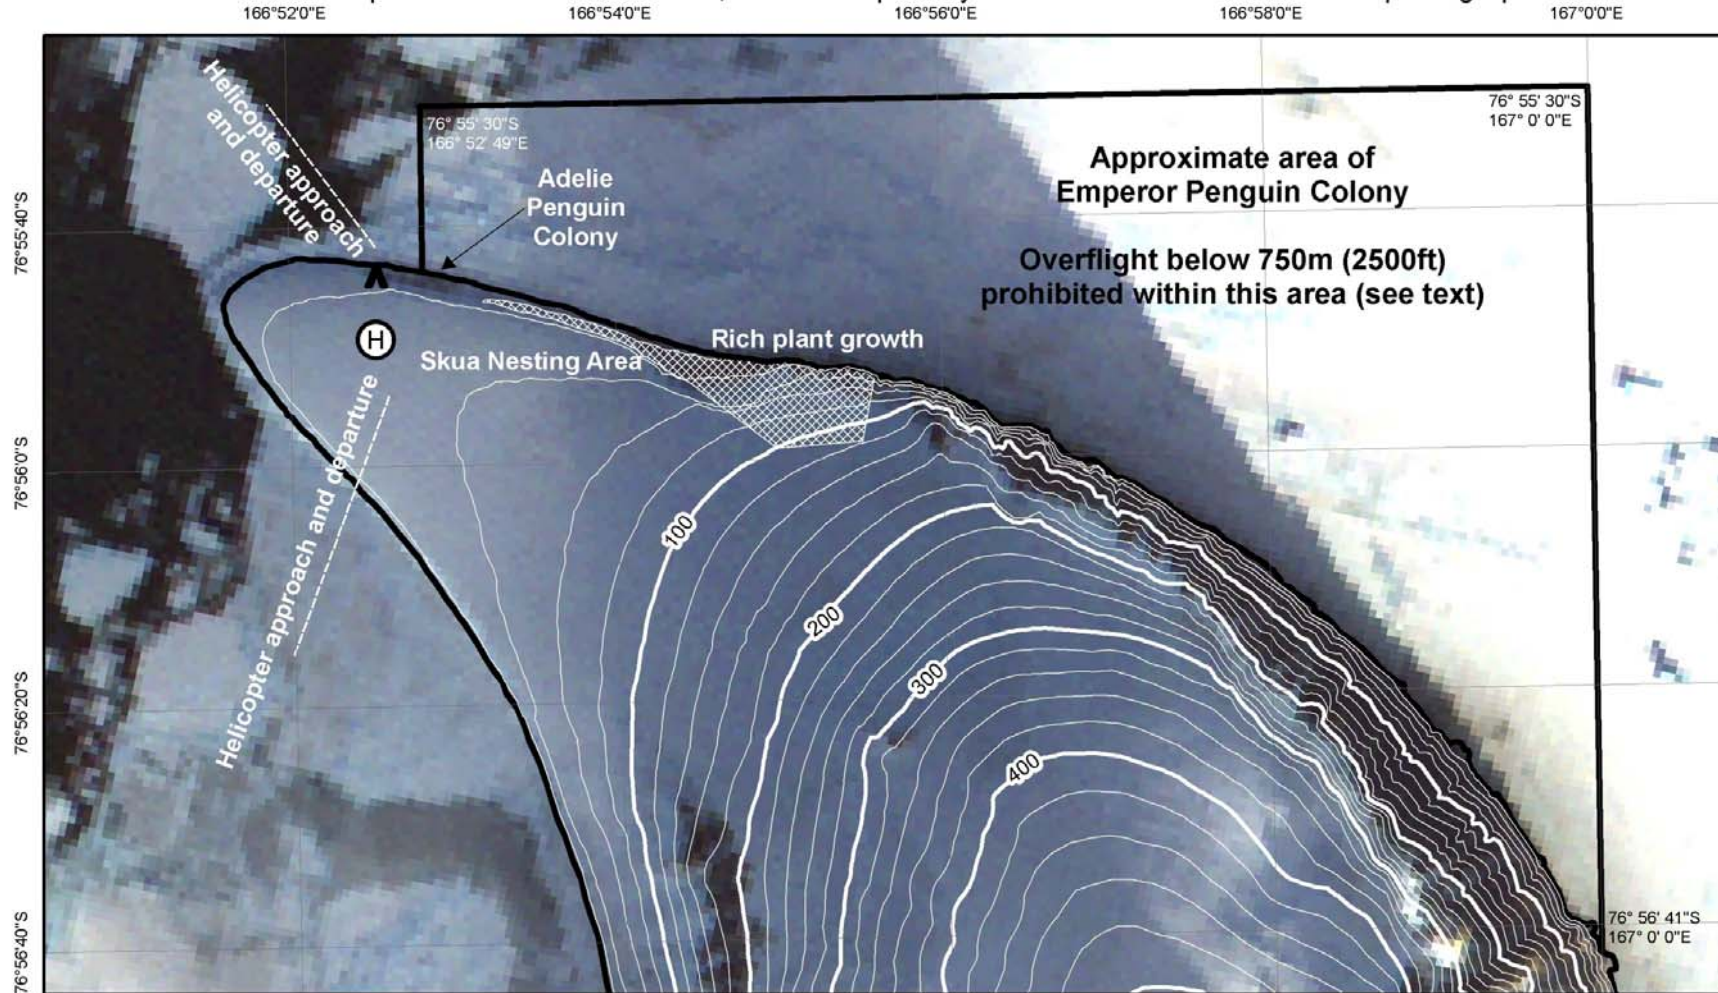 166°52'0"E
166°54'0"E
166°56'0"E
166°58'0"E
167°0'0"E
76°55'40"S
76°56'0"S
76°56'20"S
76°56'40"S
Helicopter approach
and departure
76° 55' 30"S
166° 52' 49"E
76° 55' 30"S
167° 0' 0"E
Adelie
Penguin
Colony
Approximate area of
Emperor Penguin Colony
Overflight below 750m (2500ft)
prohibited within this area (see text)
H
Rich plant growth
Skua Nesting Area
Helicopter approach and departure
100
200
300
400
76° 56' 41"S
167° 0' 0"E